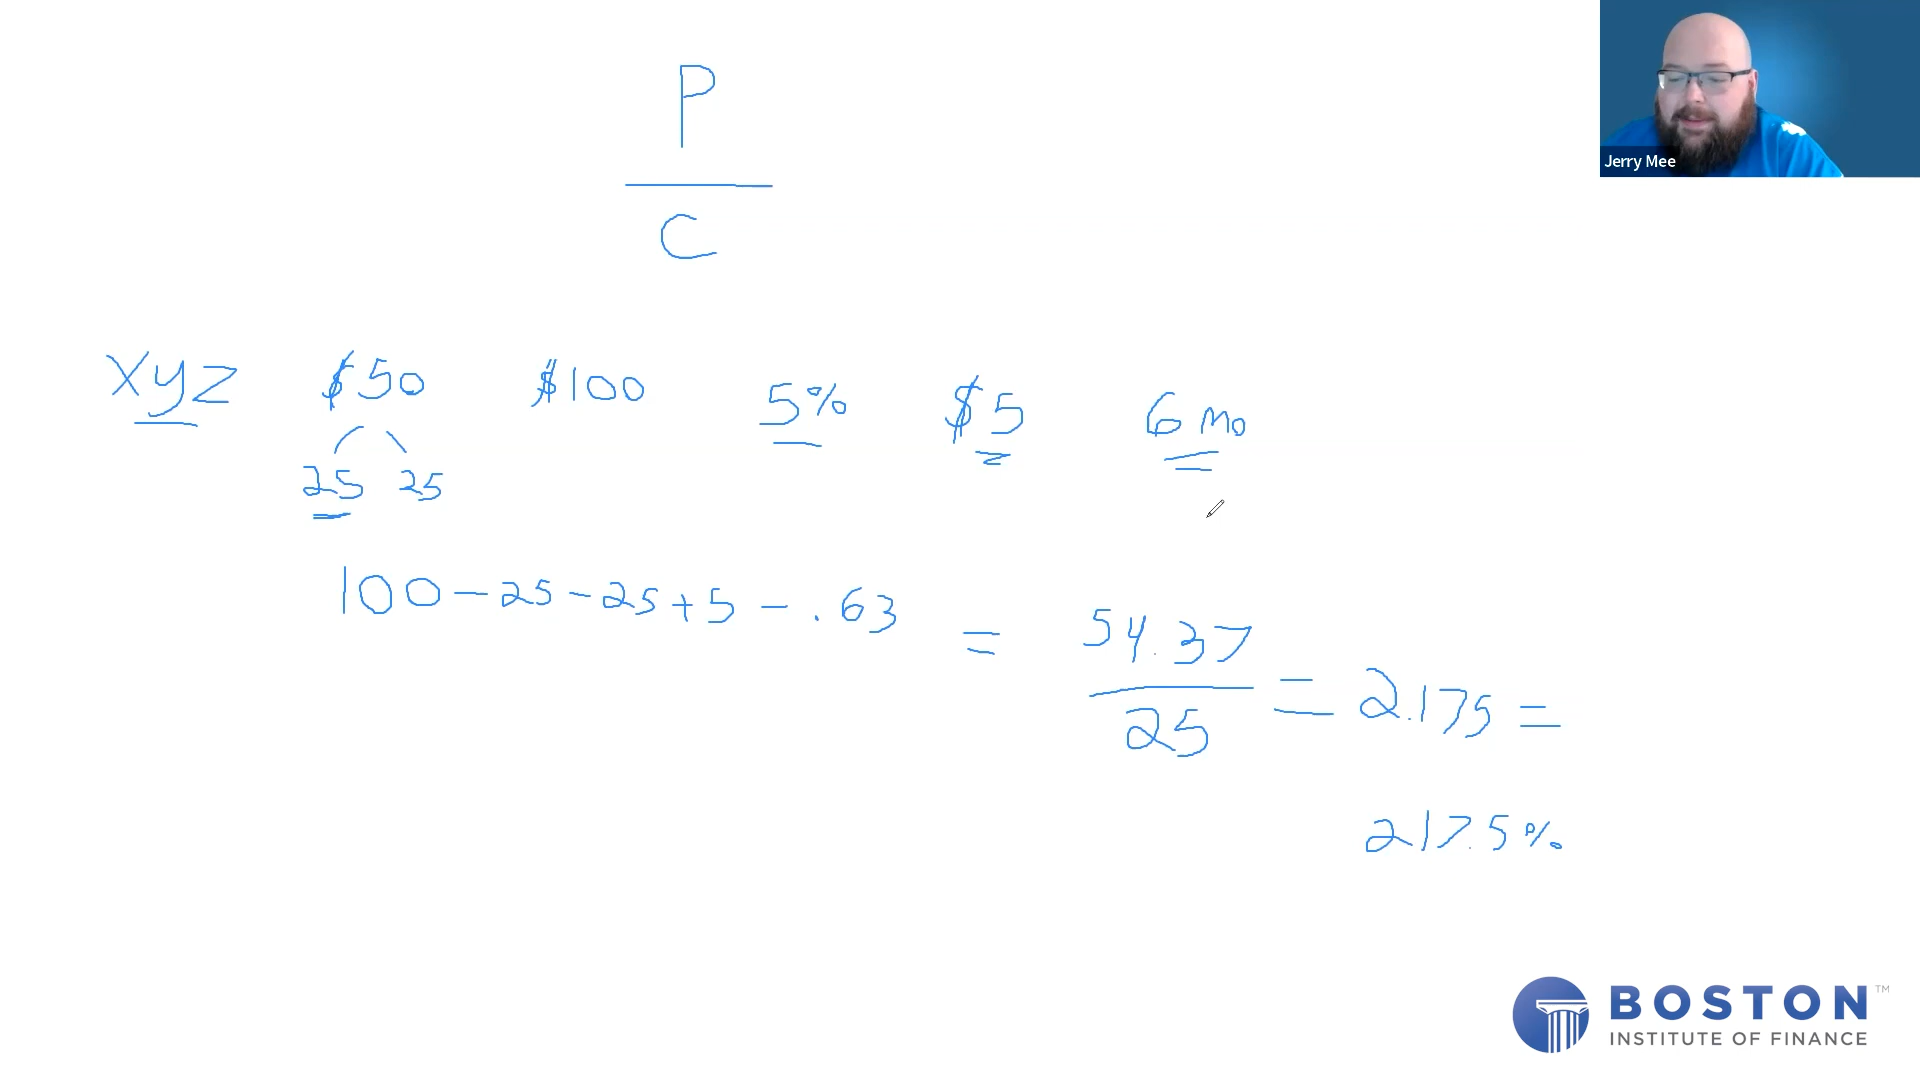 P
C
Jerry Mee
XYZ $50 $100 5% $5 6 mo
25 25
100 - 25 - 25 + 5 - .63 = 54.37
25
= 2.175 =
217.5%
BOSTON™
INSTITUTE OF FINANCE